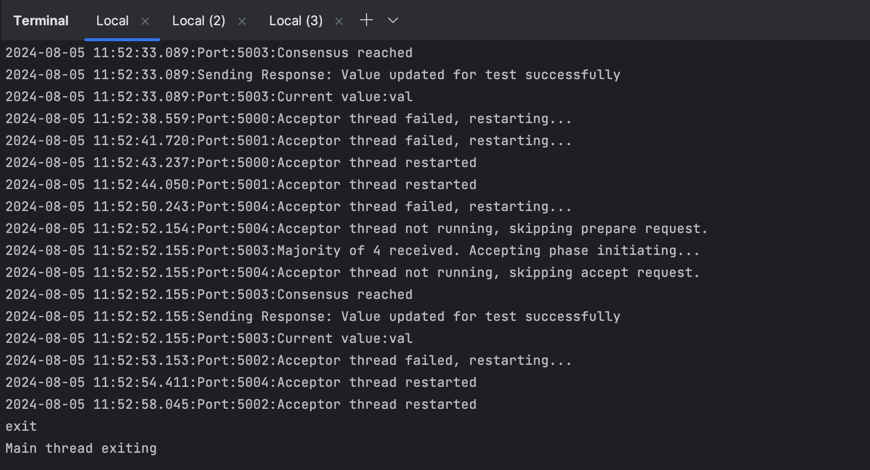 Terminal Local Local (2) Local (3)
2024-08-05 11:52:33.089:Port:5003:Consensus reached
2024-08-05 11:52:33.089:Sending Response: Value updated for test successfully
2024-08-05 11:52:33.089:Port:5003:Current value:val
2024-08-05 11:52:38.559:Port:5000:Acceptor thread failed, restarting...
2024-08-05 11:52:41.720:Port:5001:Acceptor thread failed, restarting...
2024-08-05 11:52:43.237:Port:5000:Acceptor thread restarted
2024-08-05 11:52:44.050:Port:5001:Acceptor thread restarted
2024-08-05 11:52:50.243:Port:5004:Acceptor thread failed, restarting...
2024-08-05 11:52:52.154:Port:5004:Acceptor thread not running, skipping prepare request.
2024-08-05 11:52:52.155:Port:5003:Majority of 4 received. Accepting phase initiating...
2024-08-05 11:52:52.155:Port:5004:Acceptor thread not running, skipping accept request.
2024-08-05 11:52:52.155:Port:5003:Consensus reached
2024-08-05 11:52:52.155:Sending Response: Value updated for test successfully
2024-08-05 11:52:52.155:Port:5003:Current value:val
2024-08-05 11:52:53.153:Port:5002:Acceptor thread failed, restarting...
2024-08-05 11:52:54.411:Port:5004:Acceptor thread restarted
2024-08-05 11:52:58.045:Port:5002:Acceptor thread restarted
exit
Main thread exiting